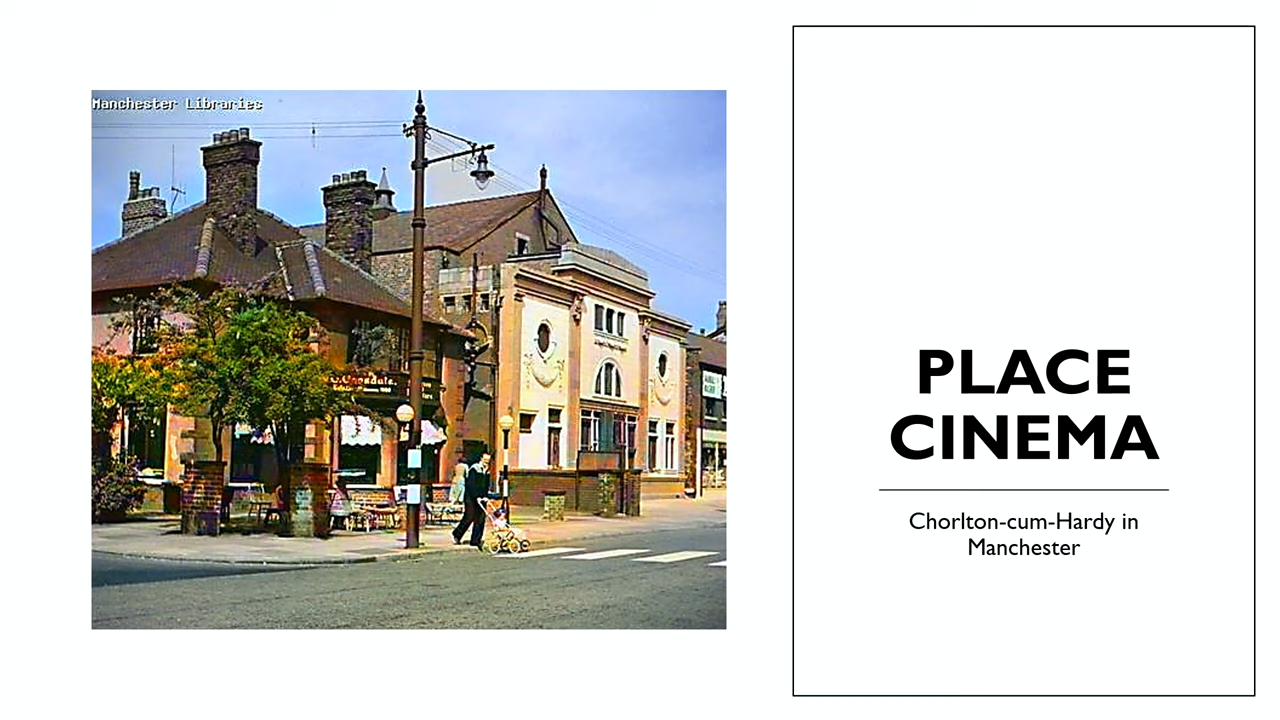 Manchester Libraries
PLACE
CINEMA
Chorlton-cum-Hardy in
Manchester